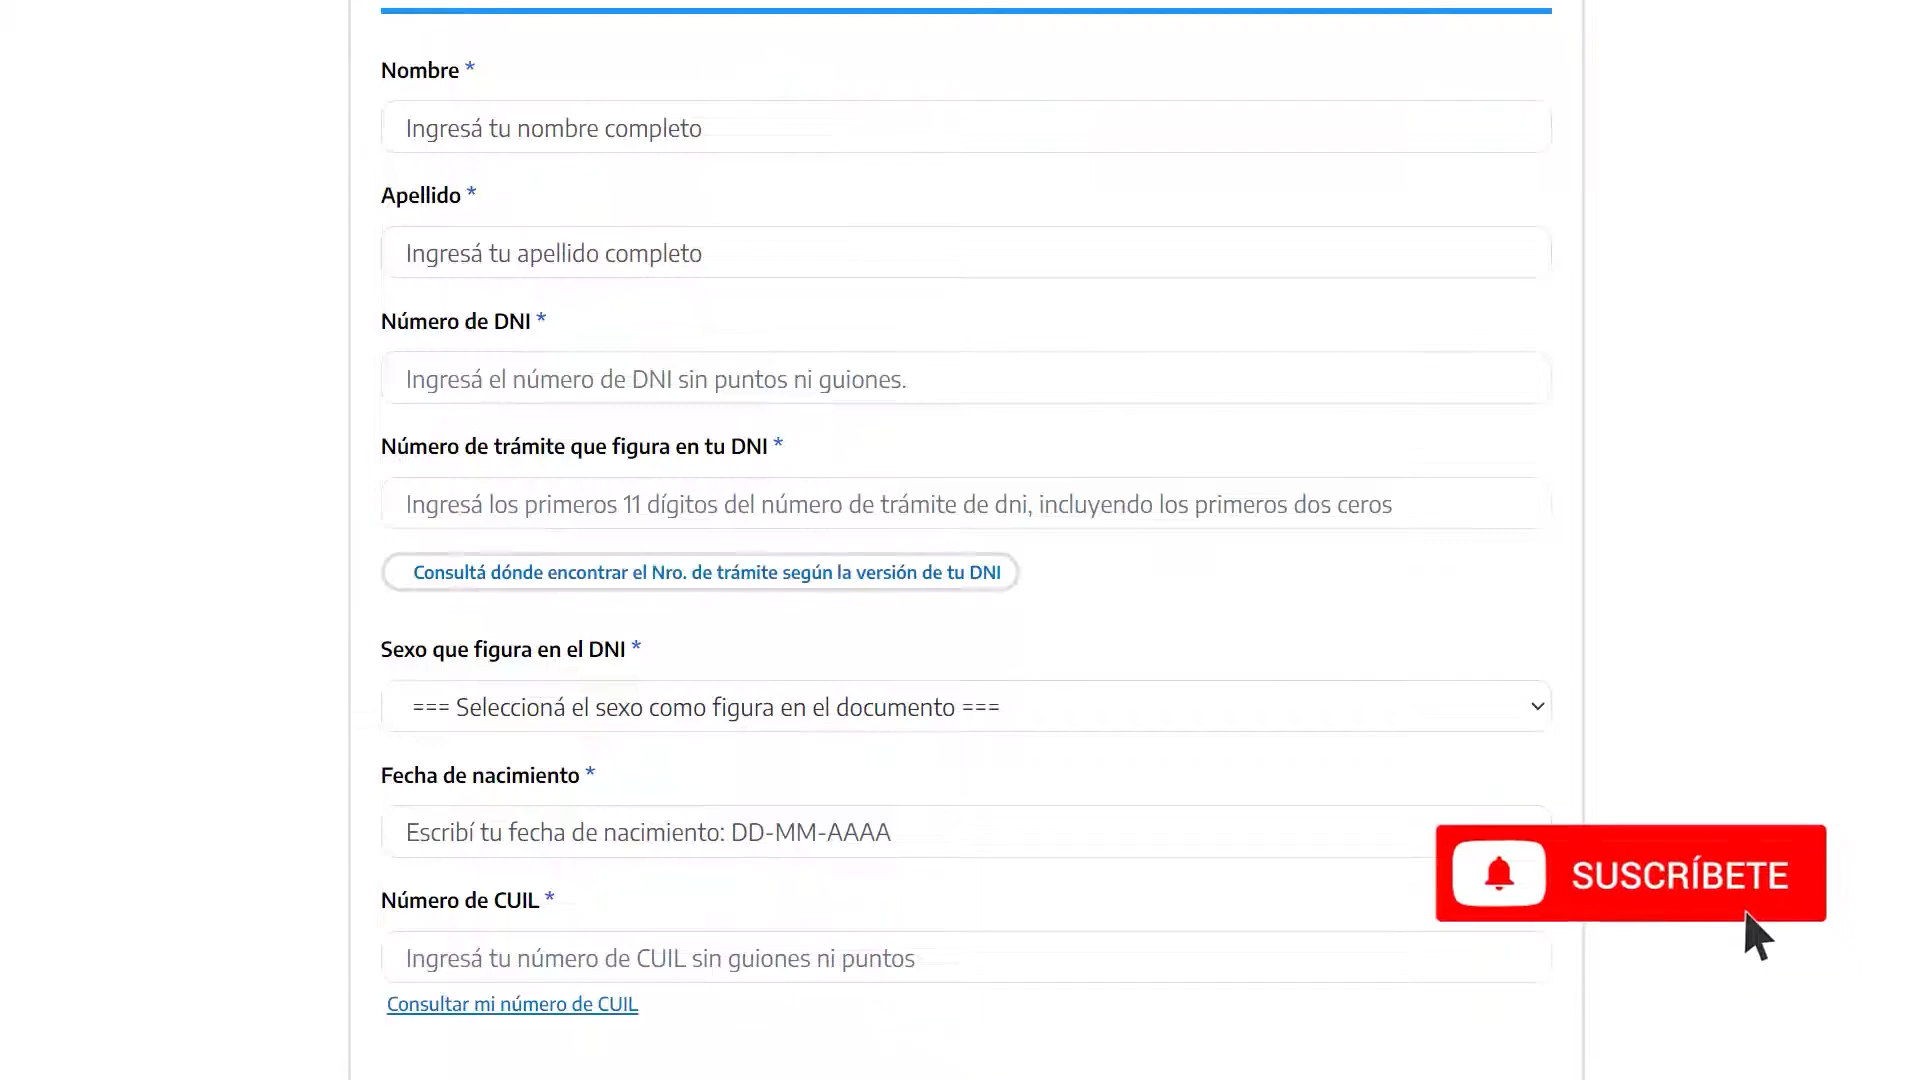 Nombre *
Ingresá tu nombre completo
Apellido *
Ingresá tu apellido completo
Número de DNI *
Ingresá el número de DNI sin puntos ni guiones.
Número de trámite que figura en tu DNI *
Ingresá los primeros 11 dígitos del número de trámite de dni, incluyendo los primeros dos ceros
Consultá dónde encontrar el Nro. de trámite según la versión de tu DNI
Sexo que figura en el DNI *
=== Seleccioná el sexo como figura en el documento ===
Fecha de nacimiento *
Escribí tu fecha de nacimiento: DD-MM-AAAA
SUSCRÍBETE
Número de CUIL *
Ingresá tu número de CUIL sin guiones ni puntos
Consultar mi número de CUIL